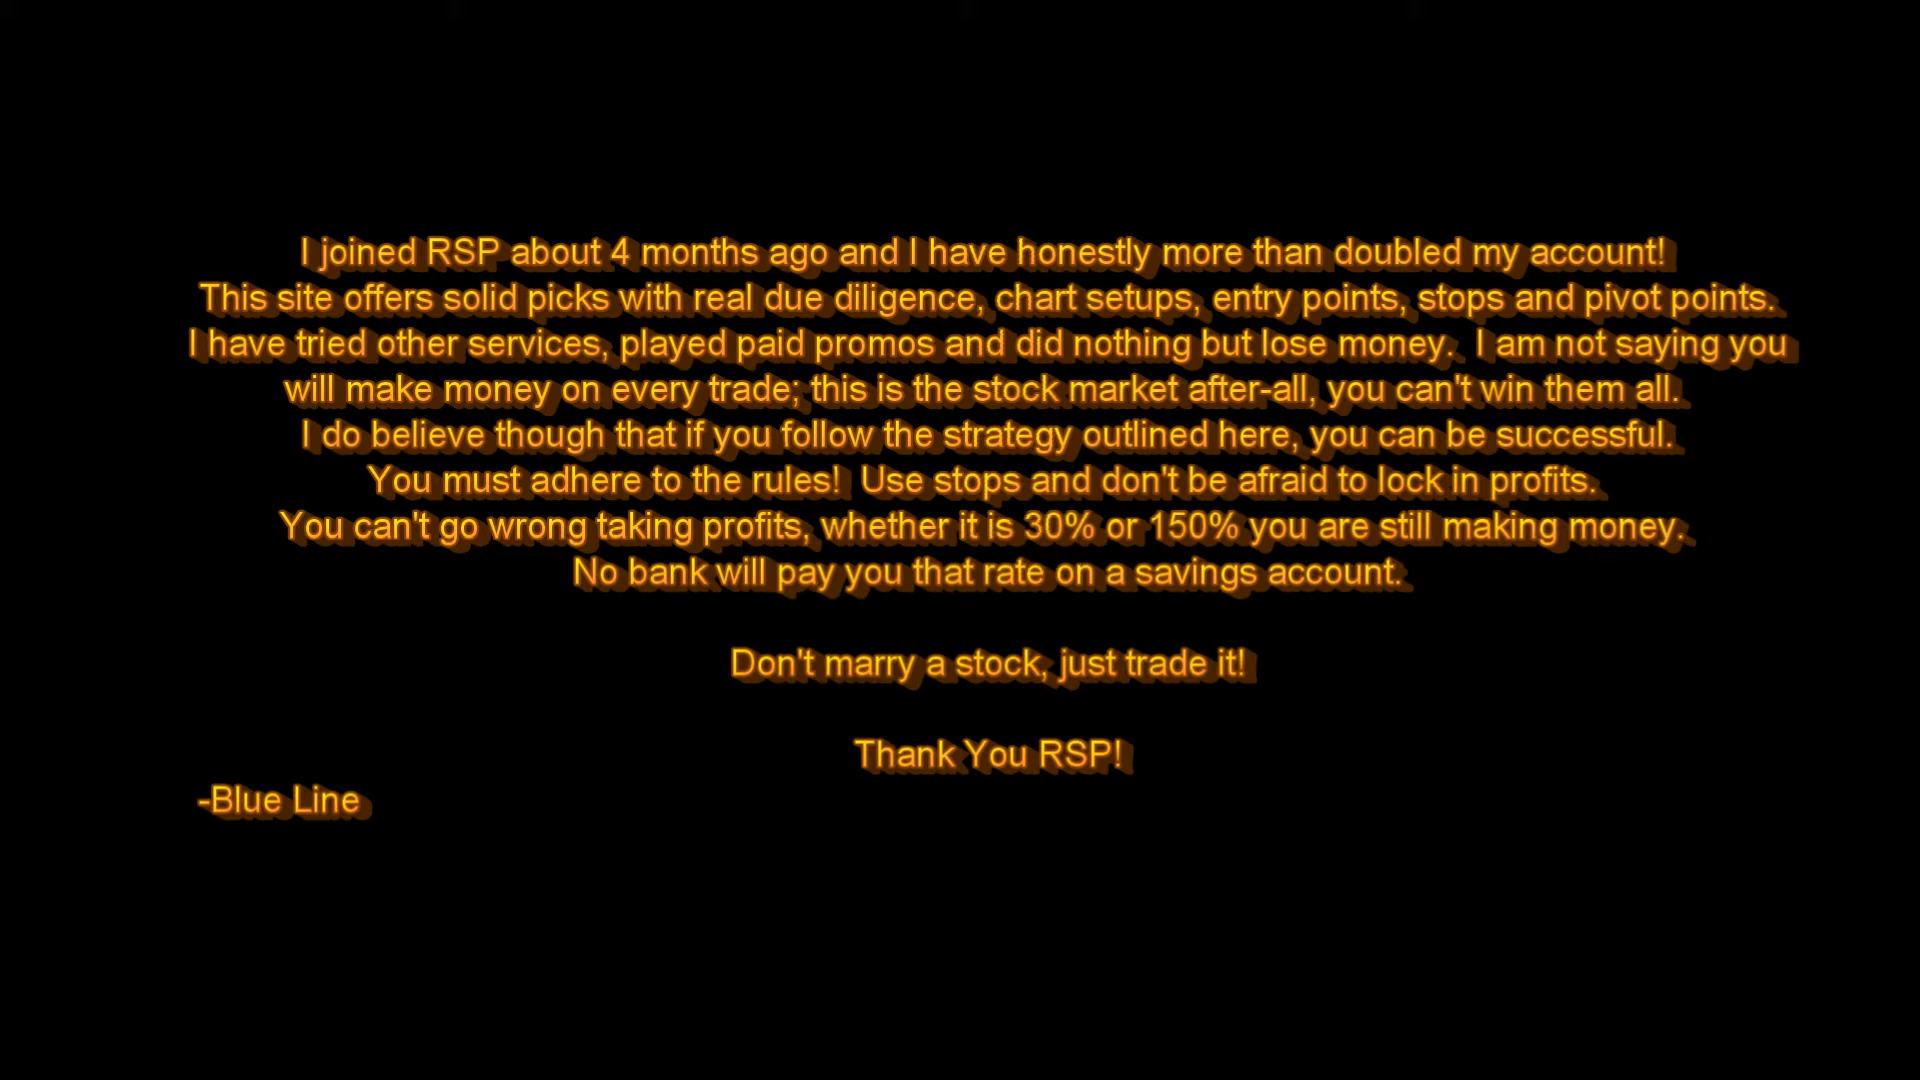 I joined RSP about 4 months ago and I have honestly more than doubled my account!
This site offers solid picks with real due diligence, chart setups, entry points, stops and pivot points.
I have tried other services, played paid promos and did nothing but lose money.  I am not saying you
will make money on every trade; this is the stock market after-all, you can't win them all.
I do believe though that if you follow the strategy outlined here, you can be successful.
You must adhere to the rules!  Use stops and don't be afraid to lock in profits.
You can't go wrong taking profits, whether it is 30% or 150% you are still making money.
No bank will pay you that rate on a savings account.
Don't marry a stock, just trade it!
Thank You RSP!
-Blue Line